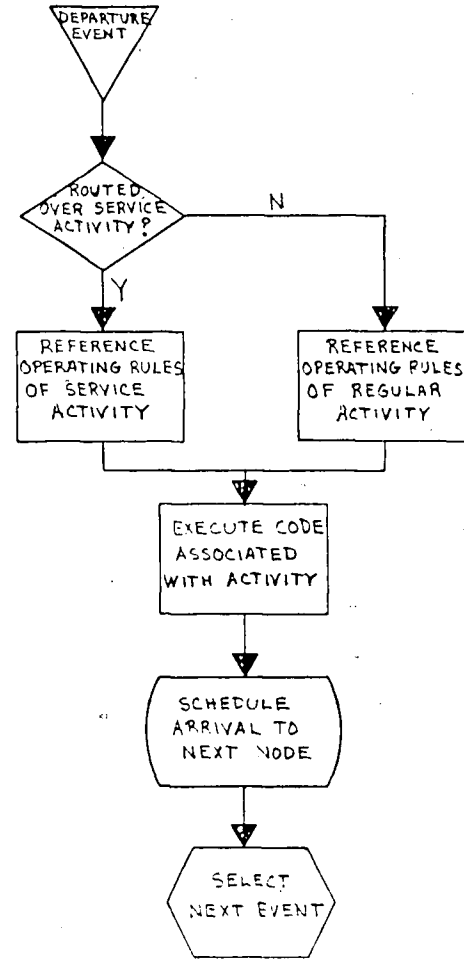 DEPARTURE
EVENT
ROUTED
OVER SERVICE
ACTIVITY?
N
Y
REFERENCE
OPERATING RULES
OF SERVICE
ACTIVITY
REFERENCE
OPERATING RULES
OF REGULAR
ACTIVITY
EXECUTE CODE
ASSOCIATED
WITH ACTIVITY
SCHEDULE
ARRIVAL TO
NEXT NODE
SELECT
NEXT EVENT